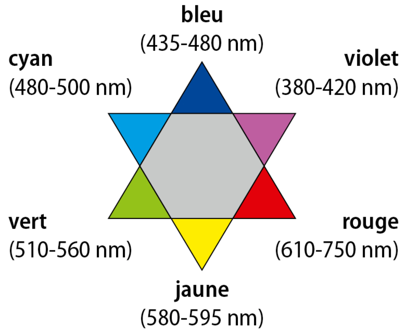 bleu
(435-480 nm)
cyan
(480-500 nm)
violet
(380-420 nm)
vert
(510-560 nm)
rouge
(610-750 nm)
jaune
(580-595 nm)